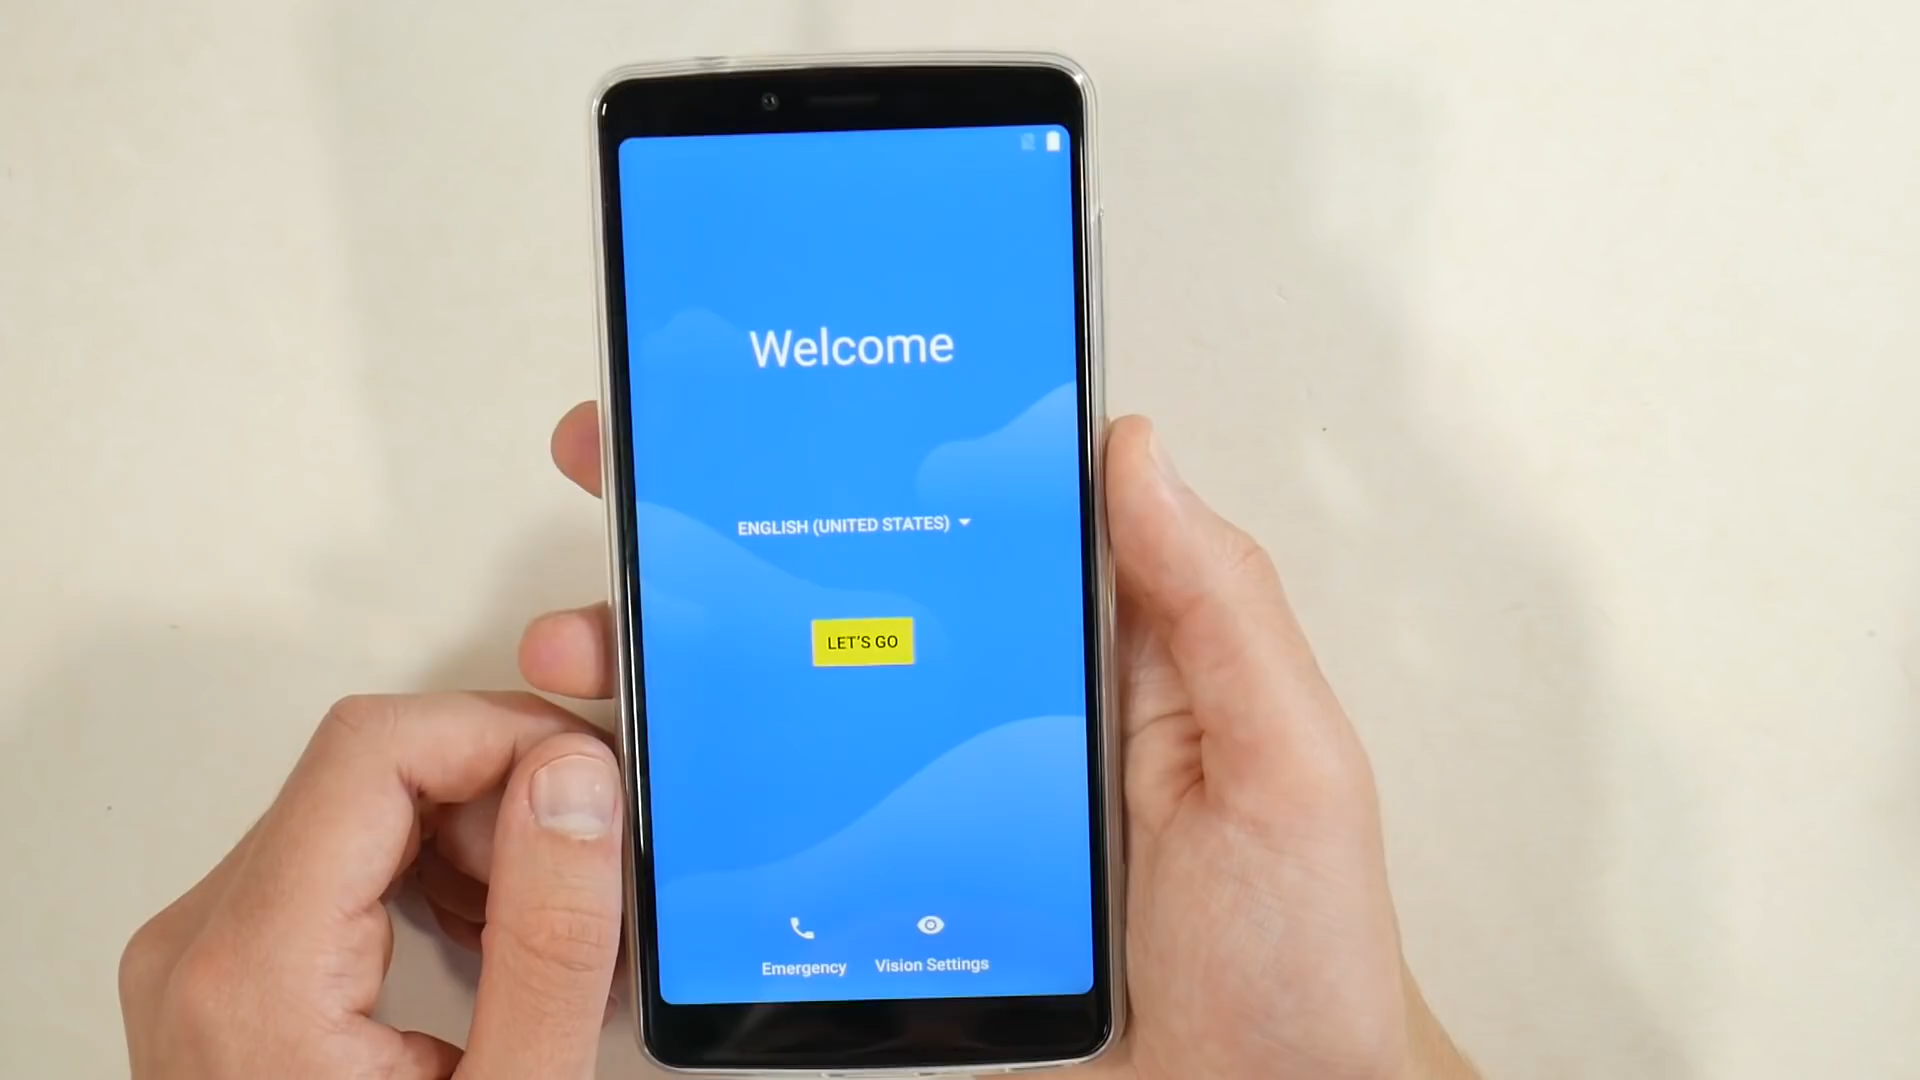 Welcome
ENGLISH (UNITED STATES)
LET'S GO
Emergency
Vision Settings